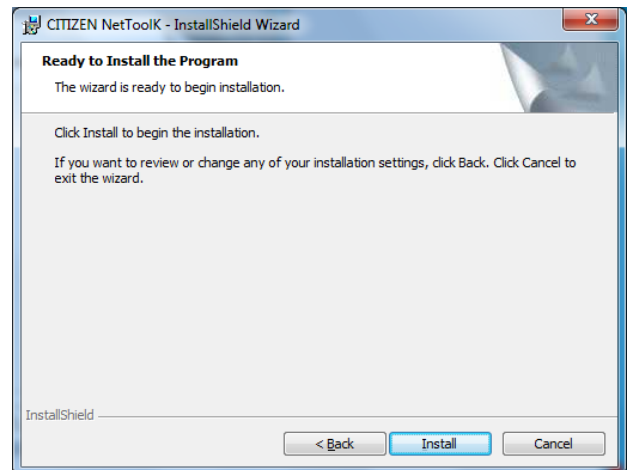 CITIZEN NetToolK - InstallShield Wizard
Ready to Install the Program
The wizard is ready to begin installation.
Click Install to begin the installation.
If you want to review or change any of your installation settings, click Back. Click Cancel to
exit the wizard.
InstallShield
< Back Install Cancel